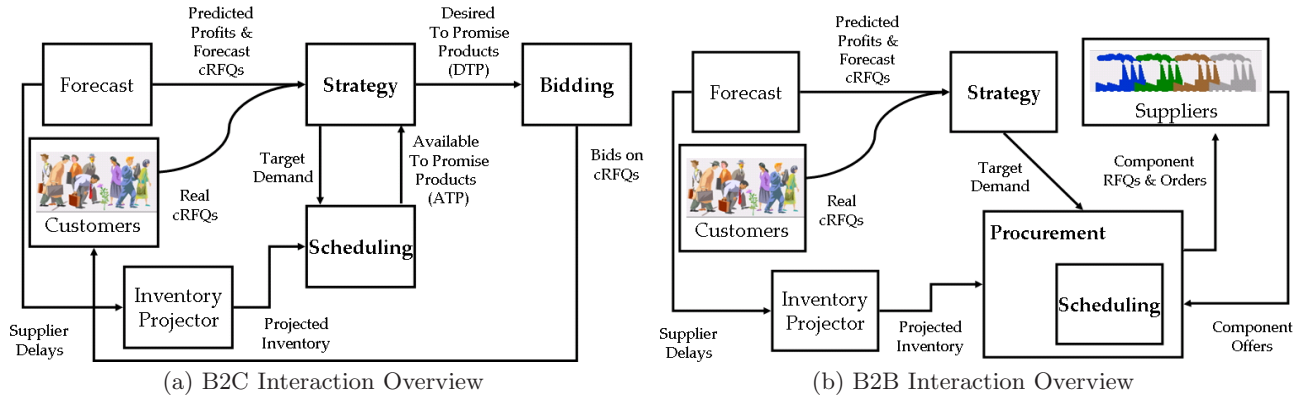 Predicted
Profits &
Forecast
cRFQs
Desired
To Promise
Products
(DTP)
Forecast
Strategy
Bidding
Customers
Real
cRFQs
Target
Demand
Available
To Promise
Products
(ATP)
Bids on
cRFQs
Scheduling
Inventory
Projector
Supplier
Delays
Projected
Inventory
(a) B2C Interaction Overview
Predicted
Profits &
Forecast
cRFQs
Forecast
Strategy
Suppliers
Customers
Real
cRFQs
Target
Demand
Component
RFQs & Orders
Procurement
Scheduling
Inventory
Projector
Supplier
Delays
Projected
Inventory
Component
Offers
(b) B2B Interaction Overview